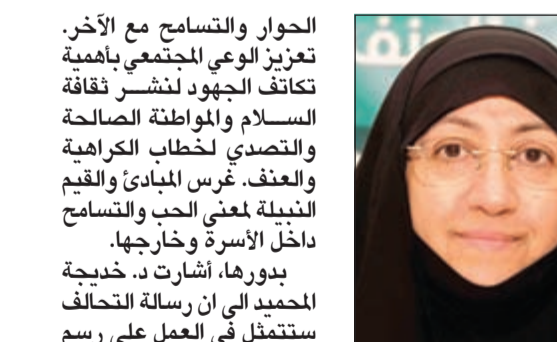 الحوار والتسامح مع الآخر.
تعزيز الوعي المجتمعي بأهمية
تكاتف الجهود لنشر ثقافة
السلام والمواطنة الصالحة
والتصدي لخطاب الكراهية
والعنف. غرس المبادئ والقيم
النبيلة لمعنى الحب والتسامح
داخل الأسرة وخارجها.
بدورها، أشارت د. خديجة
المحميد الى ان رسالة التحالف
ستتمثل في العمل على رسم